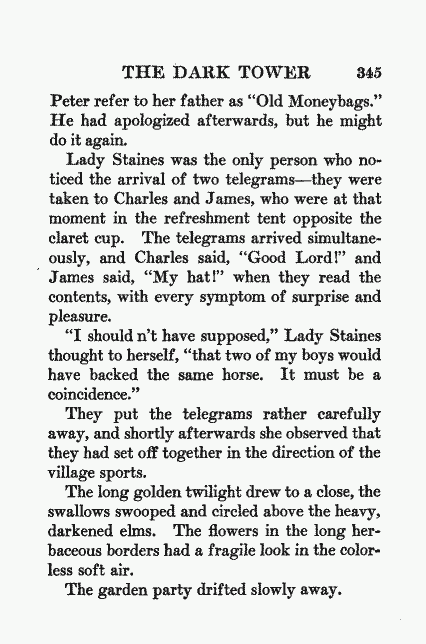 THE DARK TOWER 345
Peter refer to her father as “Old Moneybags.”
He had apologized afterwards, but he might
do it again.
Lady Staines was the only person who no-
ticed the arrival of two telegrams—they were
taken to Charles and James, who were at that
moment in the refreshment tent opposite the
claret cup. The telegrams arrived simultane-
ously, and Charles said, “Good Lord!” and
James said, “My hat!” when they read the
contents, with every symptom of surprise and
pleasure.
“I should n’t have supposed,” Lady Staines
thought to herself, “that two of my boys would
have backed the same horse. It must be a
coincidence.”
They put the telegrams rather carefully
away, and shortly afterwards she observed that
they had set off together in the direction of the
village sports.
The long golden twilight drew to a close, the
swallows swooped and circled above the heavy,
darkened elms. The flowers in the long her-
baceous borders had a fragile look in the color-
less soft air.
The garden party drifted slowly away.